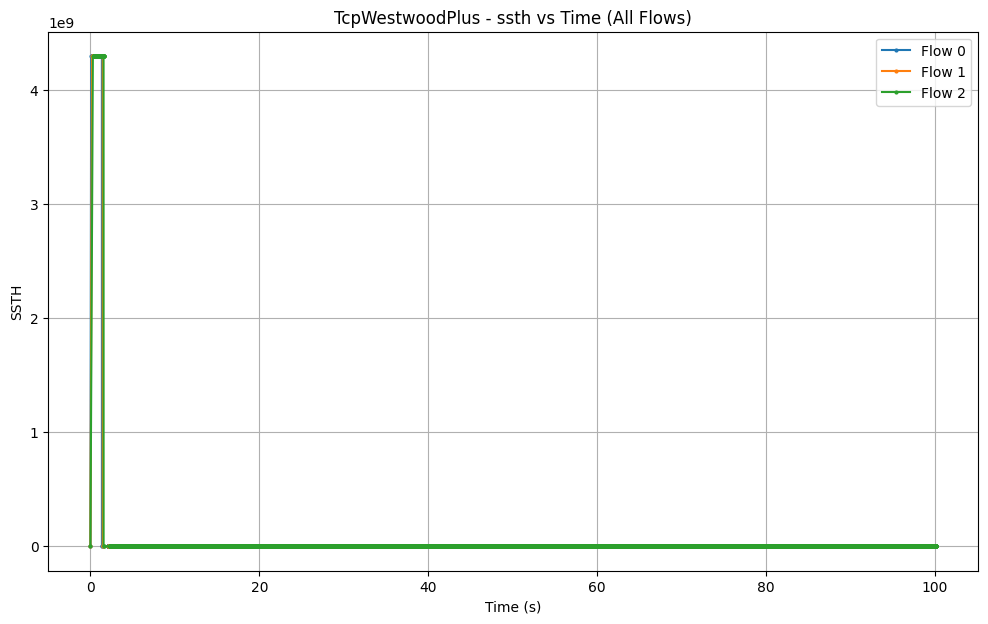 TcpWestwoodPlus - ssth vs Time (All Flows)
1e9
Flow 0
Flow 1
Flow 2
4
3
2
1
0
SSTH
0 20 40 60 80 100
Time (s)